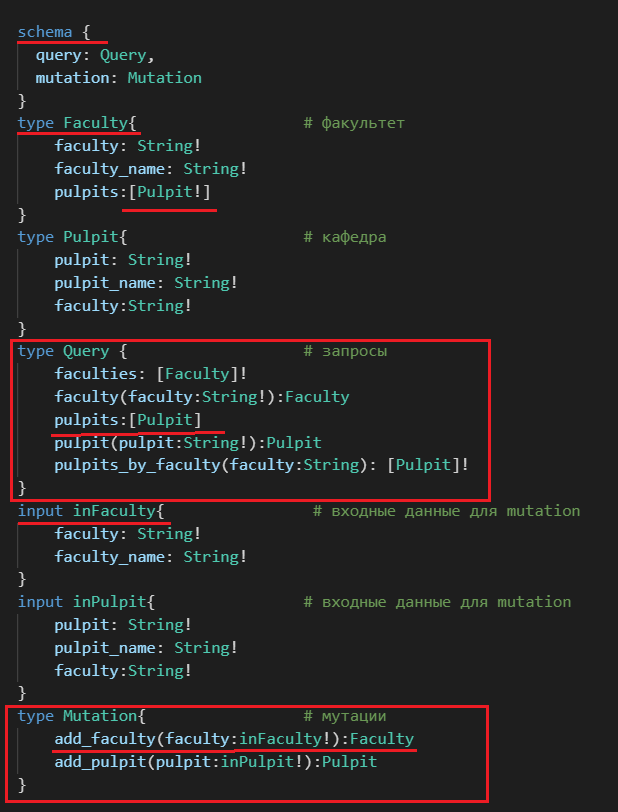 schema {
query: Query,
mutation: Mutation
}
type Faculty{ # факультет
faculty: String!
faculty_name: String!
pulpits:[Pulpit!]
}
type Pulpit{ # кафедра
pulpit: String!
pulpit_name: String!
faculty:String!
}
type Query { # запросы
faculties: [Faculty]!
faculty(faculty:String!):Faculty
pulpits:[Pulpit]
pulpit(pulpit:String!):Pulpit
pulpits_by_faculty(faculty:String): [Pulpit]!
}
input inFaculty{ # входные данные для mutation
faculty: String!
faculty_name: String!
}
input inPulpit{ # входные данные для mutation
pulpit: String!
pulpit_name: String!
faculty:String!
}
type Mutation{ # мутации
add_faculty(faculty:inFaculty!):Faculty
add_pulpit(pulpit:inPulpit!):Pulpit
}